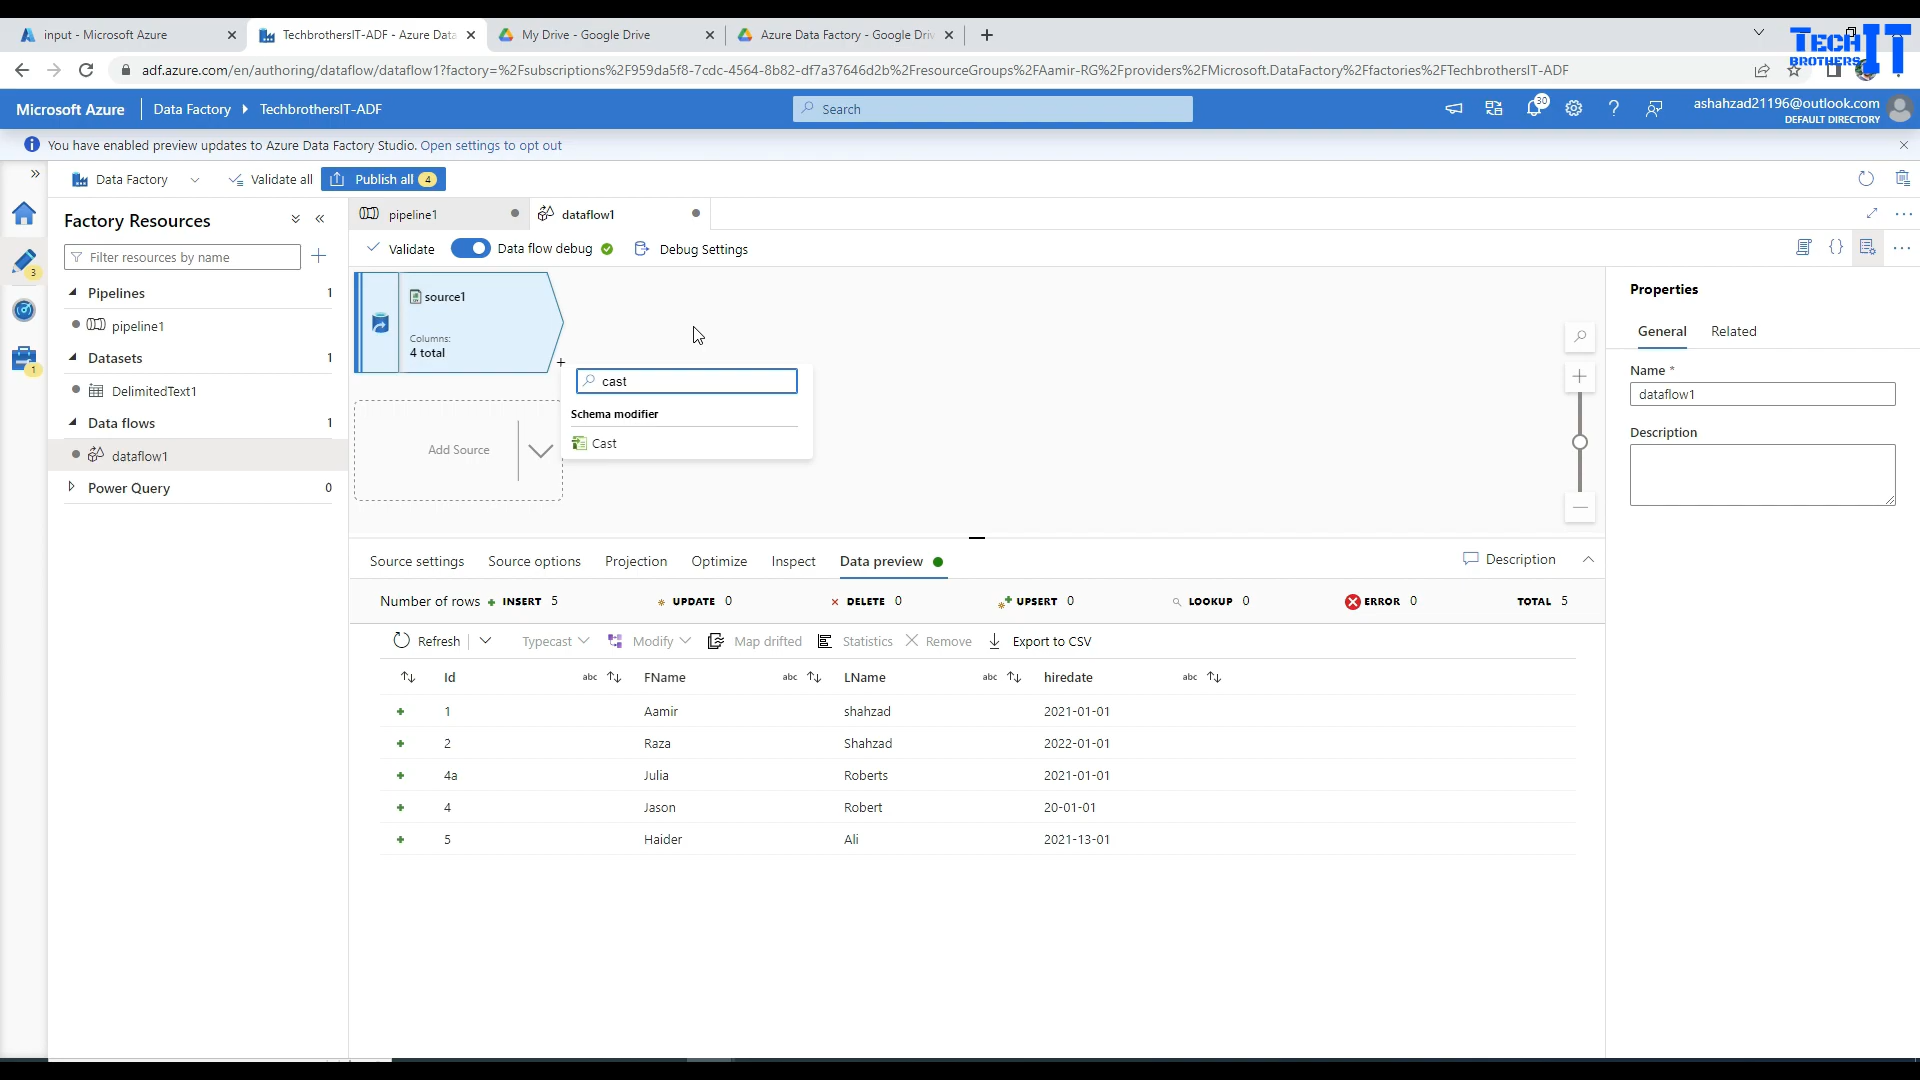 input - Microsoft Azure
TechbrothersIT-ADF - Azure Data
My Drive - Google Drive
Azure Data Factory - Google Driv
TECH BROTHERS IT
adf.azure.com/en/authoring/dataflow/dataflow1?factory=%2Fsubscriptions%2F959da5f8-7cdc-4564-8b82-df7a37646d2b%2FresourceGroups%2FAamir-RG%2Fproviders%2FMicrosoft.DataFactory%2Ffactories%2FTechbrothersIT-ADF
Microsoft Azure
Data Factory
TechbrothersIT-ADF
Search
30
ashahzad21196@outlook.com
DEFAULT DIRECTORY
You have enabled preview updates to Azure Data Factory Studio. Open settings to opt out
Data Factory
Validate all
Publish all 4
Factory Resources
pipeline1
dataflow1
3
1
Filter resources by name
Validate
Data flow debug
Debug Settings
Pipelines 1
pipeline1
Datasets 1
DelimitedText1
Data flows 1
dataflow1
Power Query 0
source1
Columns:
4 total
Add Source
cast
Schema modifier
Cast
Properties
General
Related
Name *
dataflow1
Description
Source settings
Source options
Projection
Optimize
Inspect
Data preview
Description
Number of rows INSERT 5 UPDATE 0 DELETE 0 UPSERT 0 LOOKUP 0 ERROR 0 TOTAL 5
Refresh Typecast Modify Map drifted Statistics Remove Export to CSV
Id abc FName abc LName abc hiredate abc
1 Aamir shahzad 2021-01-01
2 Raza Shahzad 2022-01-01
4a Julia Roberts 2021-01-01
4 Jason Robert 20-01-01
5 Haider Ali 2021-13-01